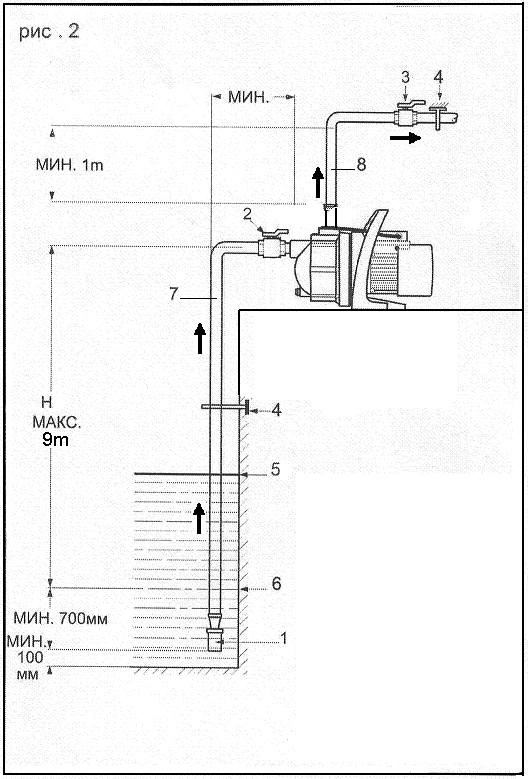 рис . 2
3 4
МИН.
МИН. 1m
8
2
7
H
МАКС.
9m
4
5
6
МИН. 700мм
МИН.
100
мм
1